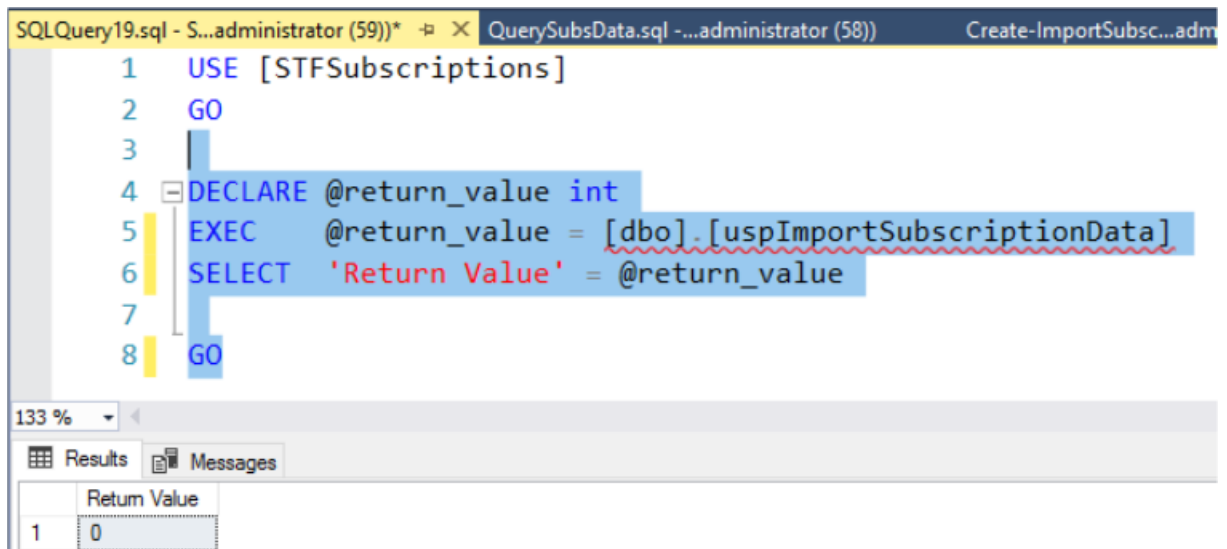 SQLQuery19.sql - S...administrator (59))* QuerySubsData.sql -...administrator (58)) Create-ImportSubsc...adm
1 USE [STFSubscriptions]
2 GO
3
4 DECLARE @return_value int
5 EXEC @return_value = [dbo].[uspImportSubscriptionData]
6 SELECT 'Return Value' = @return_value
7
8 GO
133 %
Results Messages
Return Value
1 0